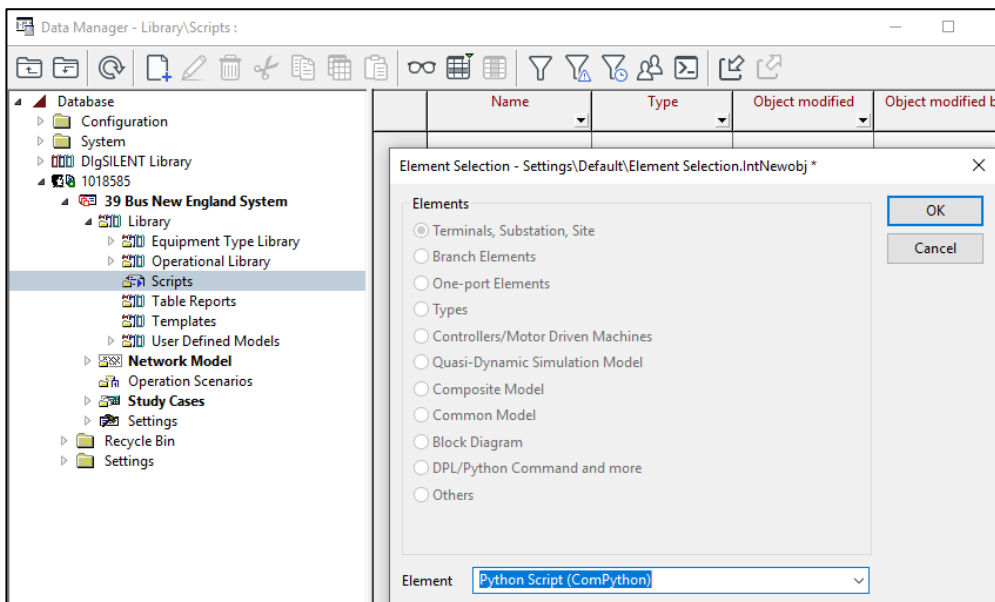 Data Manager - Library\Scripts :
Name
Type
Object modified
Object modified b
Database
Configuration
System
DIgSILENT Library
1018585
39 Bus New England System
Library
Equipment Type Library
Operational Library
Scripts
Table Reports
Templates
User Defined Models
Network Model
Operation Scenarios
Study Cases
Settings
Recycle Bin
Settings
Element Selection - Settings\Default\Element Selection.IntNewobj *
Elements
Terminals, Substation, Site
Branch Elements
One-port Elements
Types
Controllers/Motor Driven Machines
Quasi-Dynamic Simulation Model
Composite Model
Common Model
Block Diagram
DPL/Python Command and more
Others
OK
Cancel
Element
Python Script (ComPython)